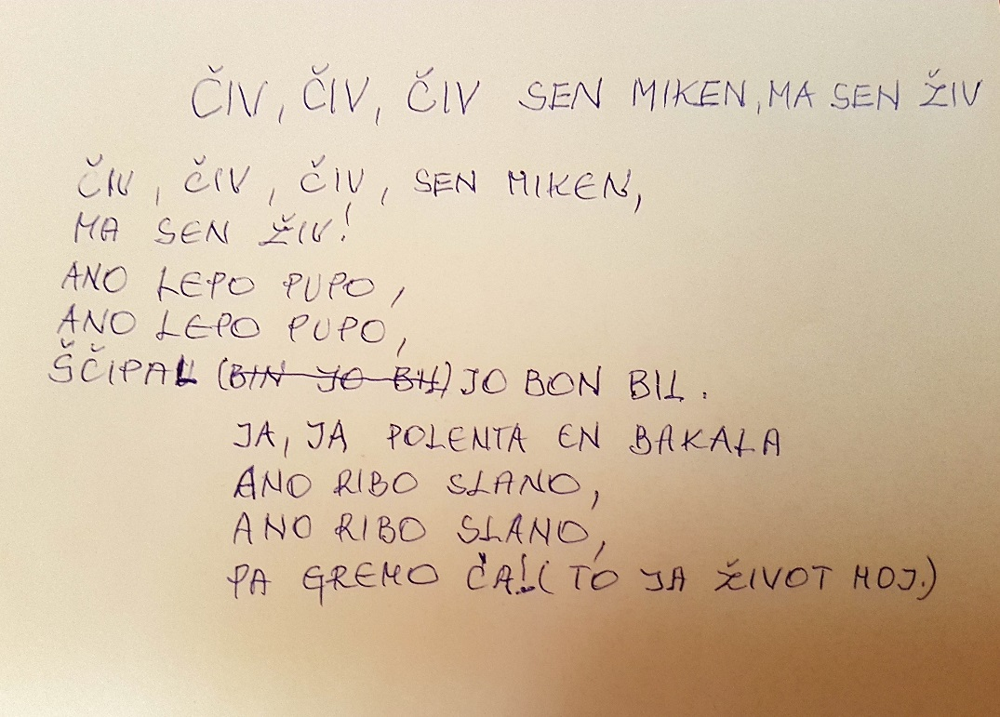 ČIV, ČIV, ČIV SEN MIKEN, MA SEN ŽIV
ČIV, ČIV, ČIV, SEN MIKEN,
MA SEN ŽIV!
ANO LEPO PUPO,
ANO LEPO PUPO,
ŠČIPAL (BIN JO BIL) JO BON BIL.
JA, JA POLENTA EN BAKALA
ANO RIBO SLANO,
ANO RIBO SLANO,
PA GREMO ČA! (TO JA ŽIVOT MOJ.)